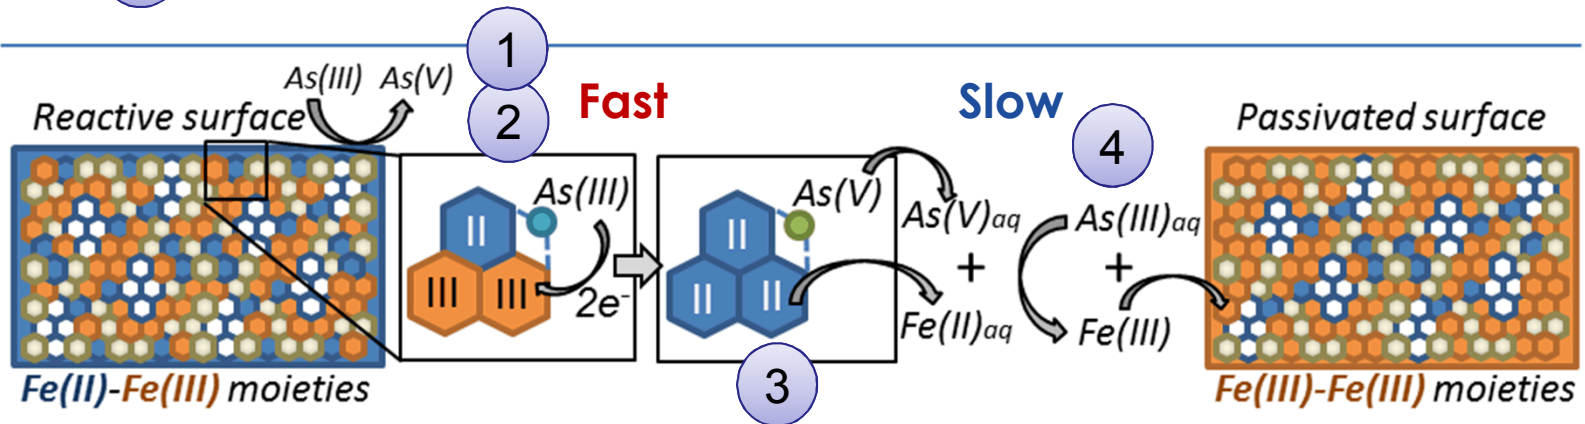 1
2
As(III) As(V)
Fast
Slow
4
Reactive surface
Passivated surface
As(III)
II
III III
2e⁻
As(V)
II
II II
3
As(V)aq
+
Fe(II)aq
As(III)aq
+
Fe(III)
Fe(II)-Fe(III) moieties
Fe(III)-Fe(III) moieties